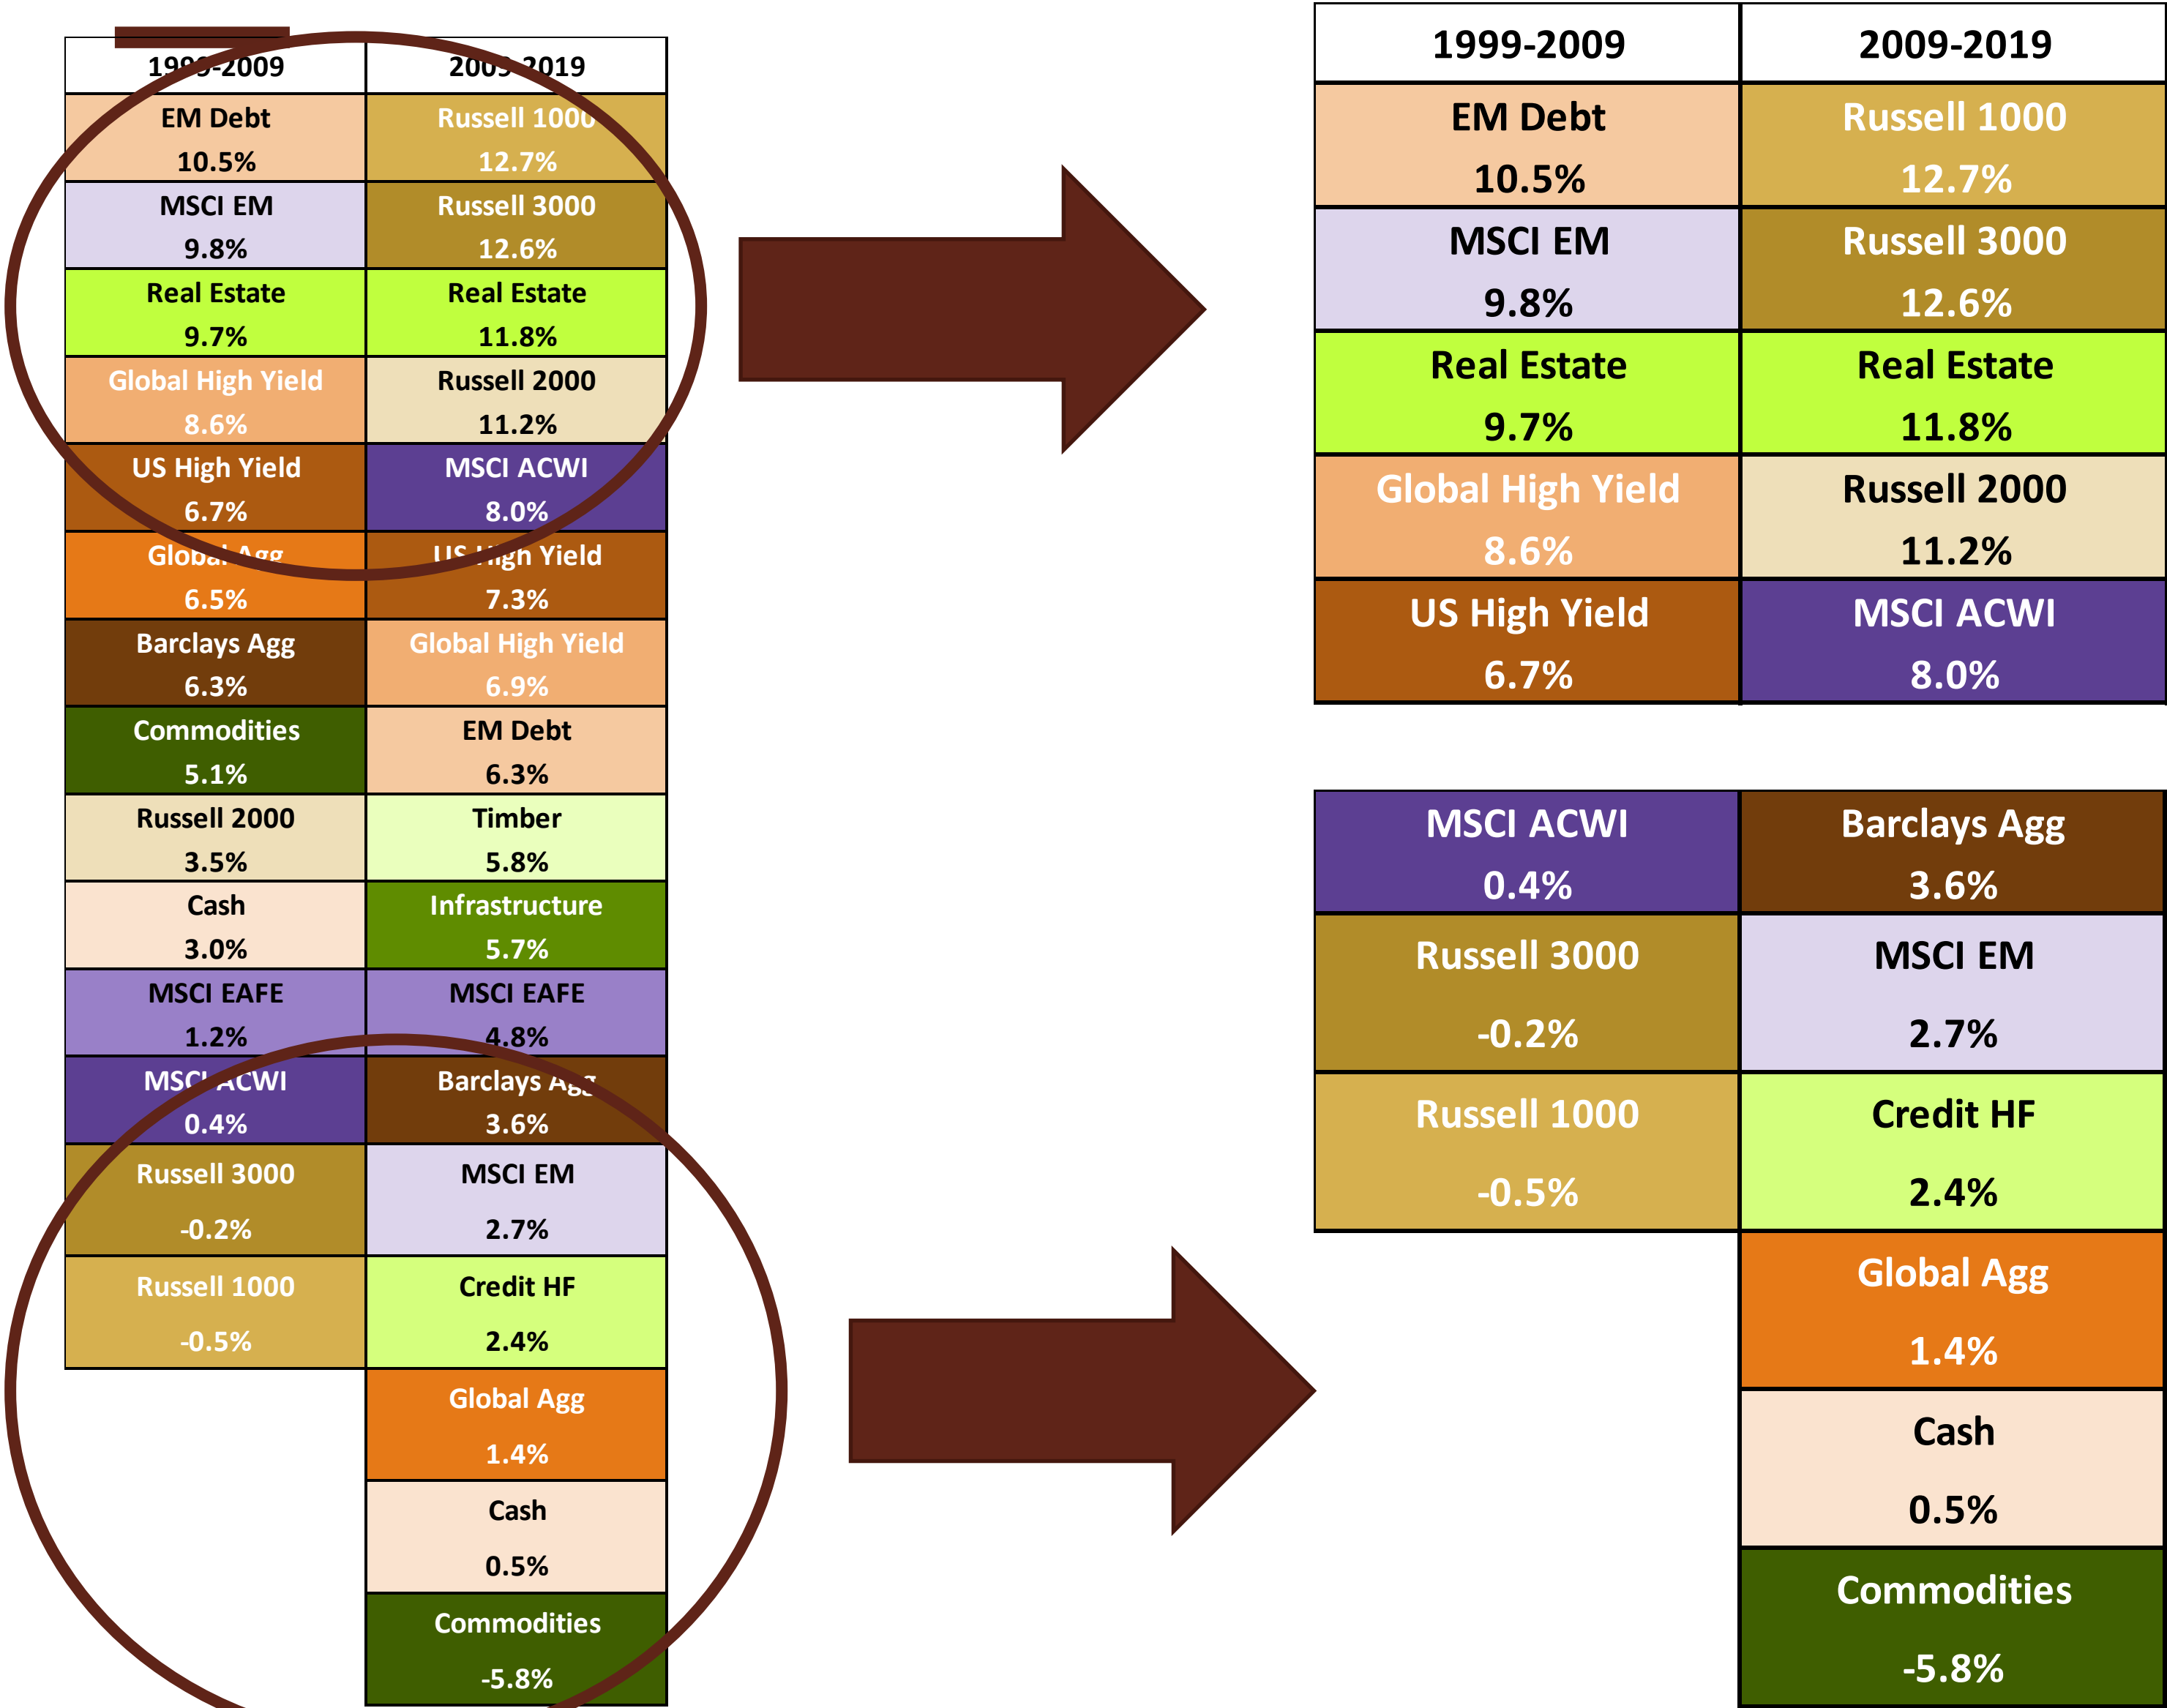 1999-2009 2009-2019
EM Debt Russell 1000
10.5% 12.7%
MSCI EM Russell 3000
9.8% 12.6%
Real Estate Real Estate
9.7% 11.8%
Global High Yield Russell 2000
8.6% 11.2%
US High Yield MSCI ACWI
6.7% 8.0%
Global Agg US High Yield
6.5% 7.3%
Barclays Agg Global High Yield
6.3% 6.9%
Commodities EM Debt
5.1% 6.3%
Russell 2000 Timber
3.5% 5.8%
Cash Infrastructure
3.0% 5.7%
MSCI EAFE MSCI EAFE
1.2% 4.8%
MSCI ACWI Barclays Agg
0.4% 3.6%
Russell 3000 MSCI EM
-0.2% 2.7%
Russell 1000 Credit HF
-0.5% 2.4%
Global Agg
1.4%
Cash
0.5%
Commodities
-5.8%
1999-2009 2009-2019
EM Debt Russell 1000
10.5% 12.7%
MSCI EM Russell 3000
9.8% 12.6%
Real Estate Real Estate
9.7% 11.8%
Global High Yield Russell 2000
8.6% 11.2%
US High Yield MSCI ACWI
6.7% 8.0%
MSCI ACWI Barclays Agg
0.4% 3.6%
Russell 3000 MSCI EM
-0.2% 2.7%
Russell 1000 Credit HF
-0.5% 2.4%
Global Agg
1.4%
Cash
0.5%
Commodities
-5.8%